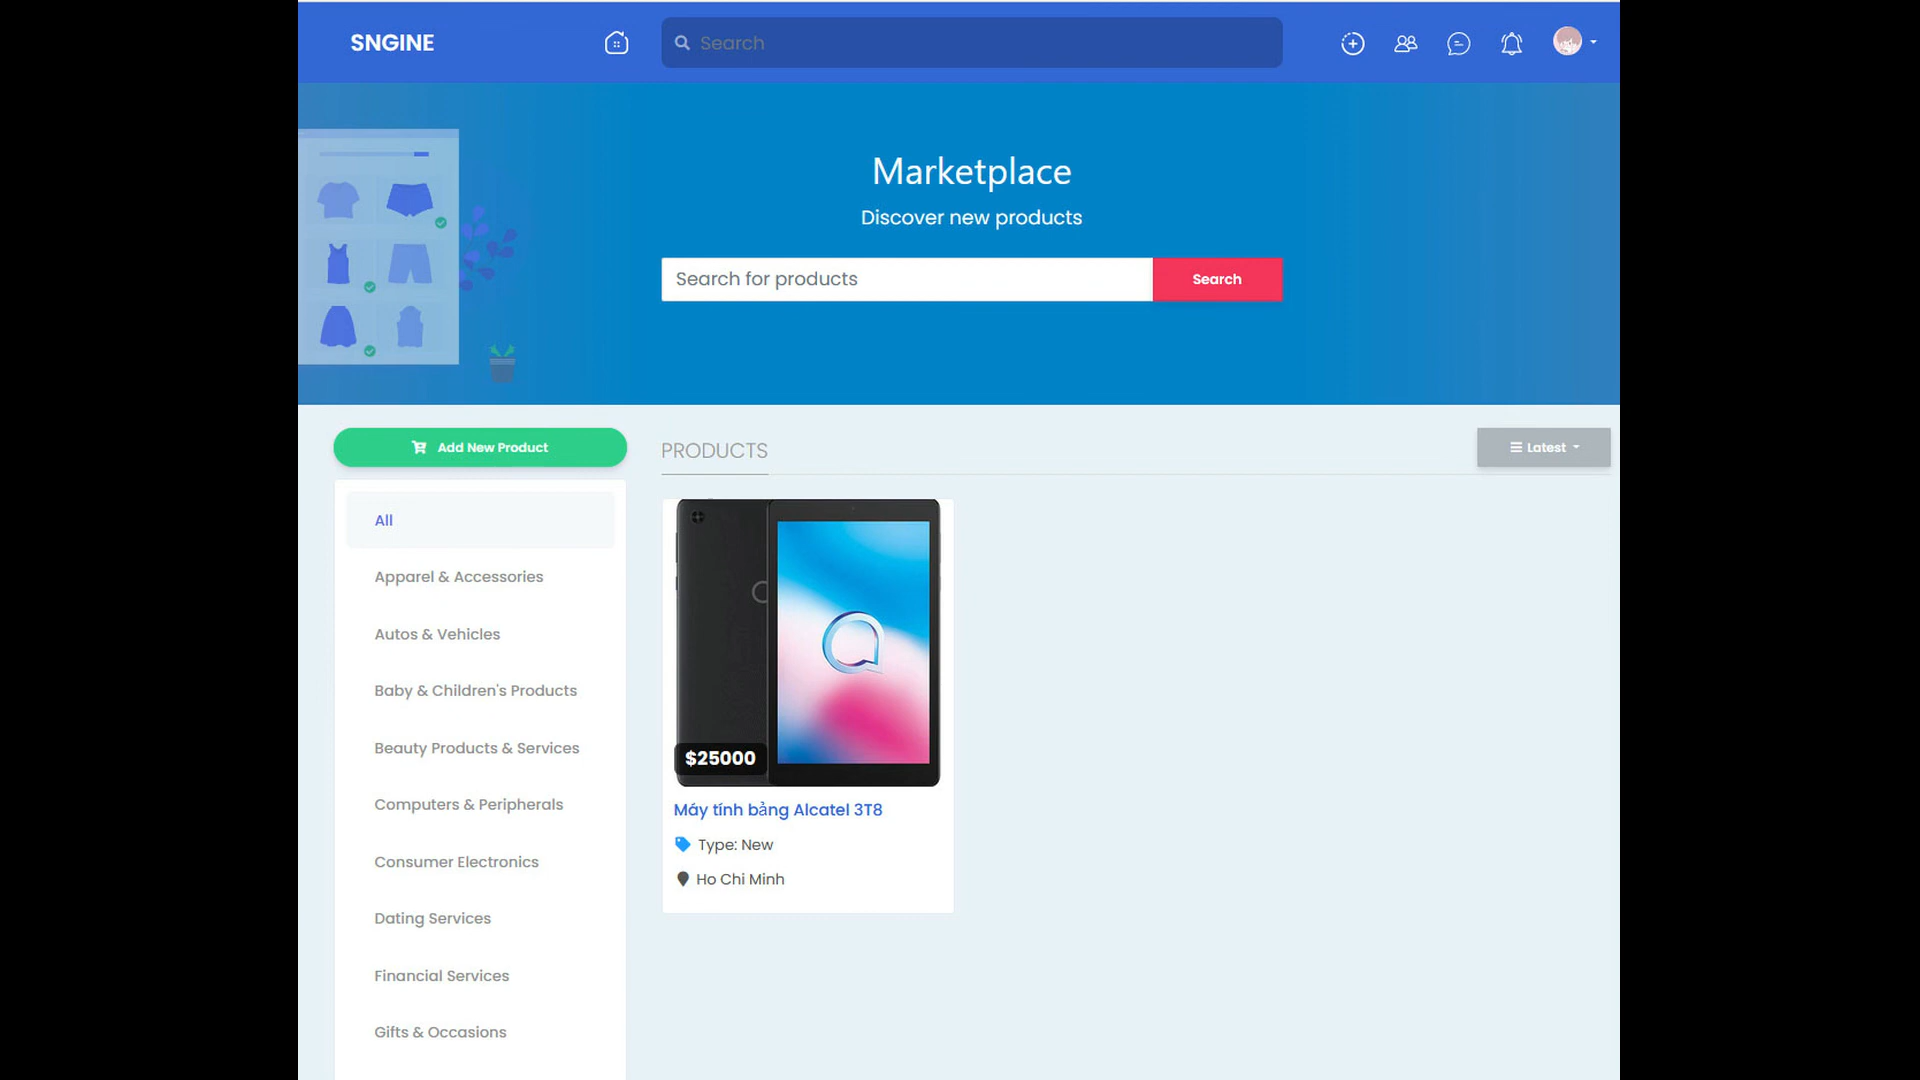 SNGINE
Search
Marketplace
Discover new products
Search for products
Search
Add New Product
PRODUCTS
Latest
All
Apparel & Accessories
Autos & Vehicles
Baby & Children's Products
Beauty Products & Services
Computers & Peripherals
Consumer Electronics
Dating Services
Financial Services
Gifts & Occasions
$25000
Máy tính bảng Alcatel 3T8
Type: New
Ho Chi Minh